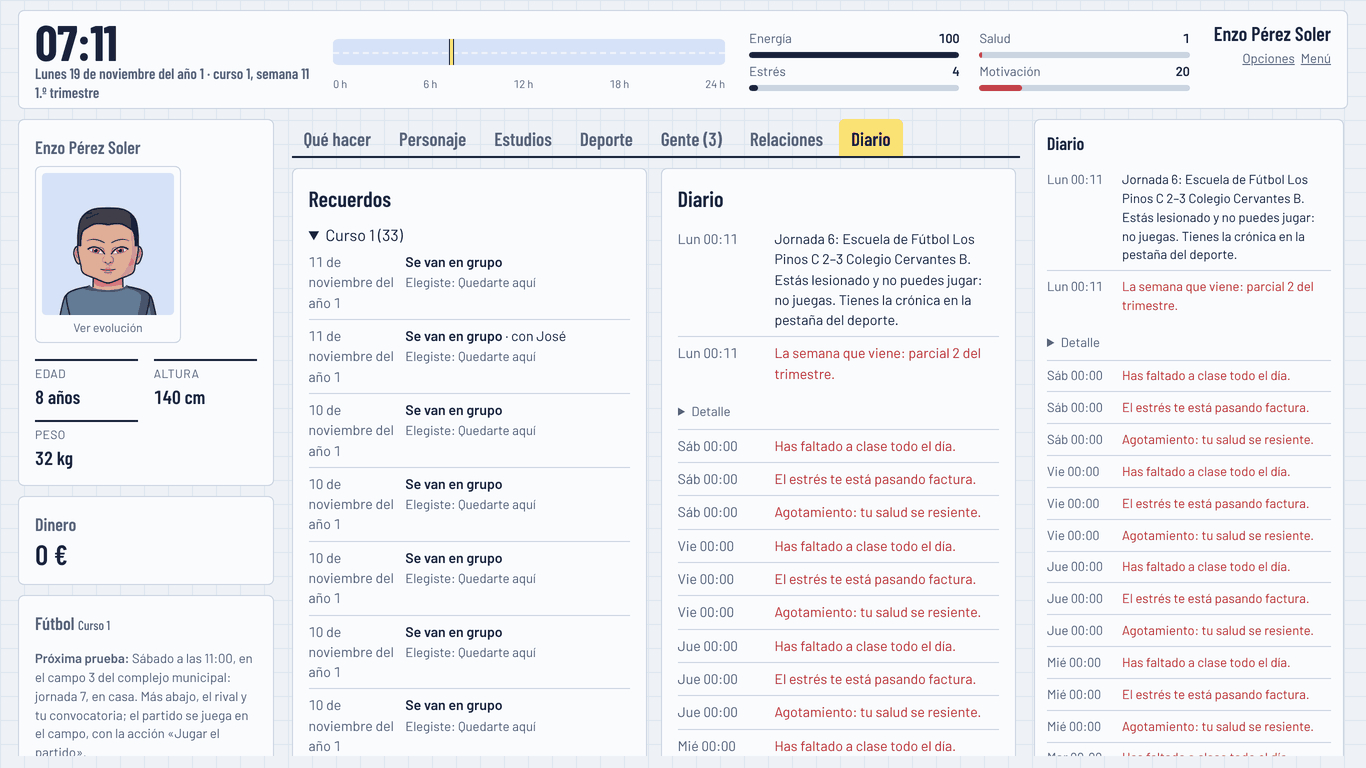 07:11
Lunes 19 de noviembre del año 1 · curso 1, semana 11
1.º trimestre
0 h 6 h 12 h 18 h 24 h
Energía 100
Estrés 4
Salud 1
Motivación 20
Enzo Pérez Soler
Opciones Menú
Enzo Pérez Soler
Ver evolución
EDAD
8 años
ALTURA
140 cm
PESO
32 kg
Dinero
0 €
Fútbol Curso 1
Próxima prueba: Sábado a las 11:00, en
el campo 3 del complejo municipal:
jornada 7, en casa. Más abajo, el rival y
tu convocatoria; el partido se juega en
el campo, con la acción «Jugar el
partido».
Qué hacer Personaje Estudios Deporte Gente (3) Relaciones Diario
Recuerdos
▼ Curso 1 (33)
11 de
noviembre del
año 1
Se van en grupo
Elegiste: Quedarte aquí
11 de
noviembre del
año 1
Se van en grupo · con José
Elegiste: Quedarte aquí
10 de
noviembre del
año 1
Se van en grupo
Elegiste: Quedarte aquí
10 de
noviembre del
año 1
Se van en grupo
Elegiste: Quedarte aquí
10 de
noviembre del
año 1
Se van en grupo
Elegiste: Quedarte aquí
10 de
noviembre del
año 1
Se van en grupo
Elegiste: Quedarte aquí
10 de
noviembre del
año 1
Se van en grupo
Elegiste: Quedarte aquí
Diario
Lun 00:11
Jornada 6: Escuela de Fútbol Los
Pinos C 2–3 Colegio Cervantes B.
Estás lesionado y no puedes jugar:
no juegas. Tienes la crónica en la
pestaña del deporte.
Lun 00:11
La semana que viene: parcial 2 del
trimestre.
▶ Detalle
Sáb 00:00 Has faltado a clase todo el día.
Sáb 00:00 El estrés te está pasando factura.
Sáb 00:00 Agotamiento: tu salud se resiente.
Vie 00:00 Has faltado a clase todo el día.
Vie 00:00 El estrés te está pasando factura.
Vie 00:00 Agotamiento: tu salud se resiente.
Jue 00:00 Has faltado a clase todo el día.
Jue 00:00 El estrés te está pasando factura.
Jue 00:00 Agotamiento: tu salud se resiente.
Mié 00:00 Has faltado a clase todo el día.
Diario
Lun 00:11
Jornada 6: Escuela de Fútbol Los
Pinos C 2–3 Colegio Cervantes B.
Estás lesionado y no puedes jugar:
no juegas. Tienes la crónica en la
pestaña del deporte.
Lun 00:11
La semana que viene: parcial 2 del
trimestre.
▶ Detalle
Sáb 00:00 Has faltado a clase todo el día.
Sáb 00:00 El estrés te está pasando factura.
Sáb 00:00 Agotamiento: tu salud se resiente.
Vie 00:00 Has faltado a clase todo el día.
Vie 00:00 El estrés te está pasando factura.
Vie 00:00 Agotamiento: tu salud se resiente.
Jue 00:00 Has faltado a clase todo el día.
Jue 00:00 El estrés te está pasando factura.
Jue 00:00 Agotamiento: tu salud se resiente.
Mié 00:00 Has faltado a clase todo el día.
Mié 00:00 El estrés te está pasando factura.
Mié 00:00 Agotamiento: tu salud se resiente.